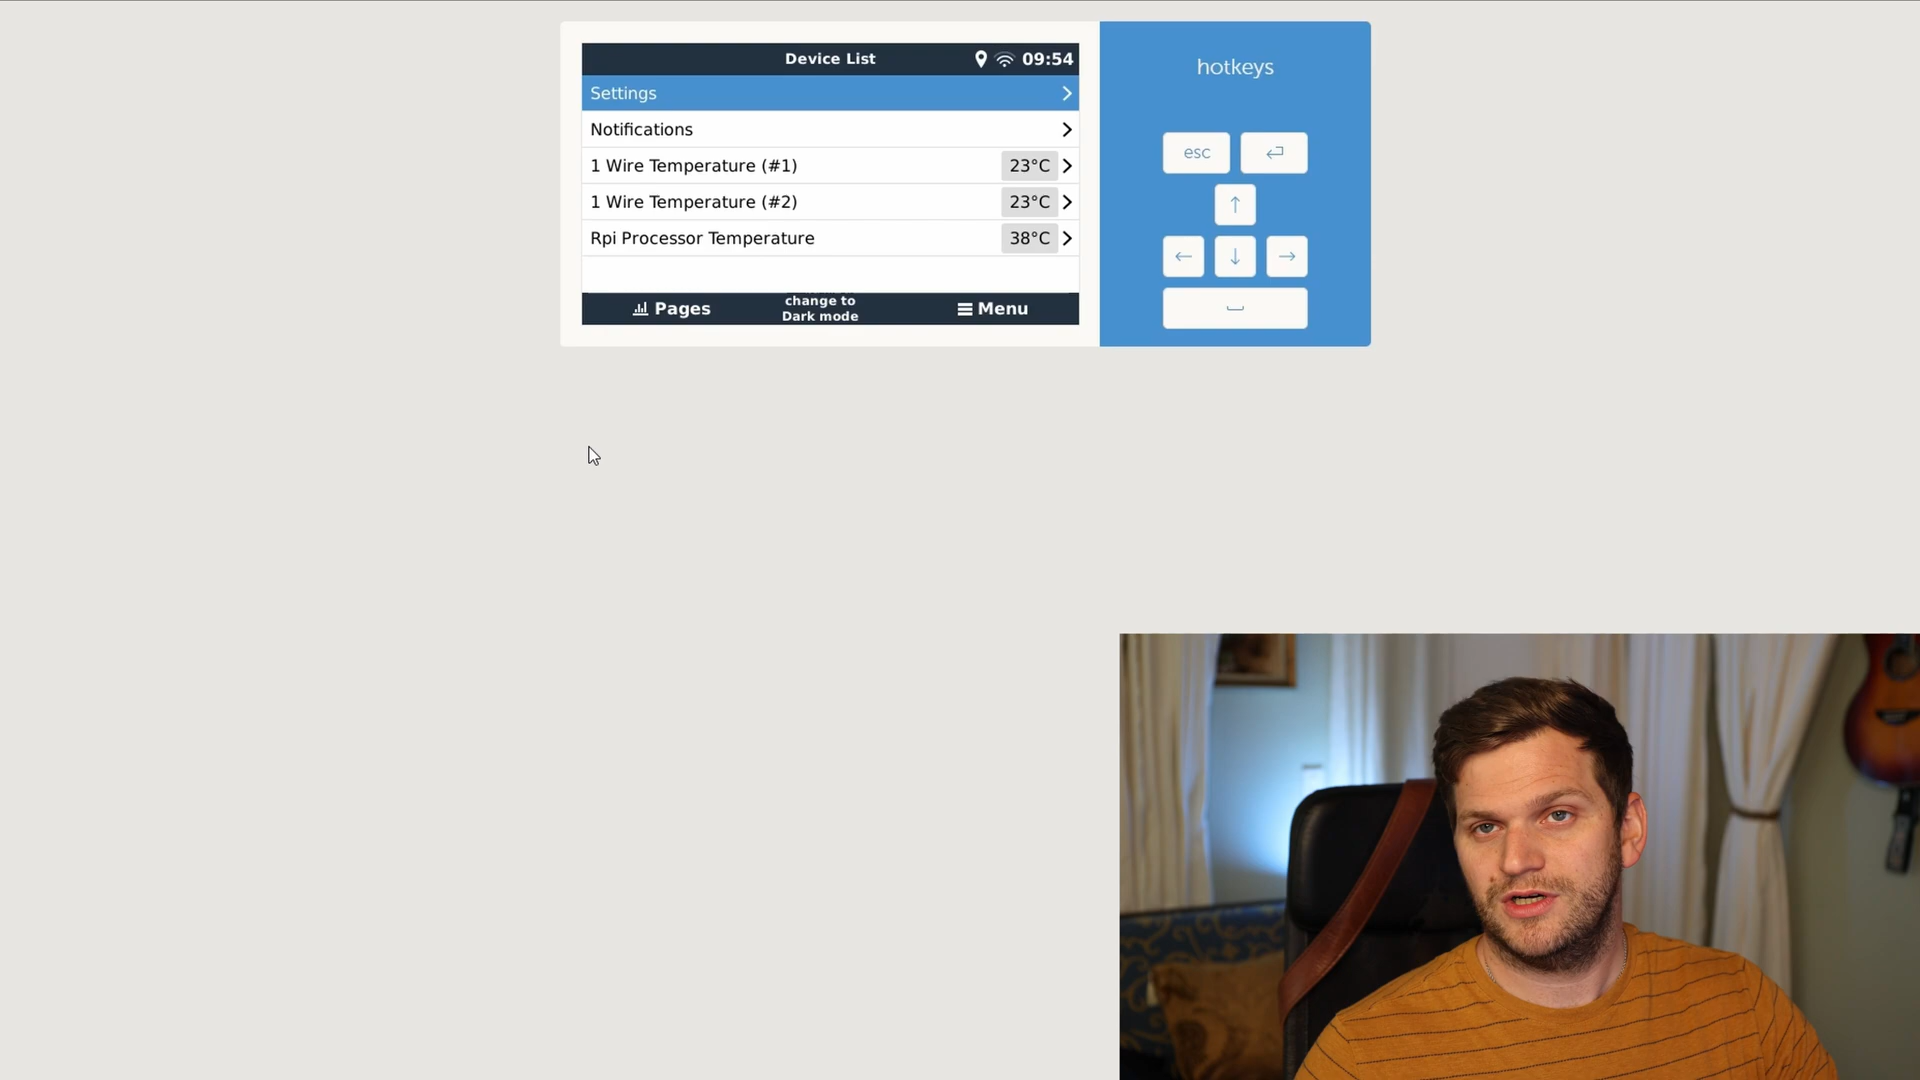 Device List 09:54
Settings
Notifications
1 Wire Temperature (#1) 23°C
1 Wire Temperature (#2) 23°C
Rpi Processor Temperature 38°C
Pages
change to
Dark mode
Menu
hotkeys
esc